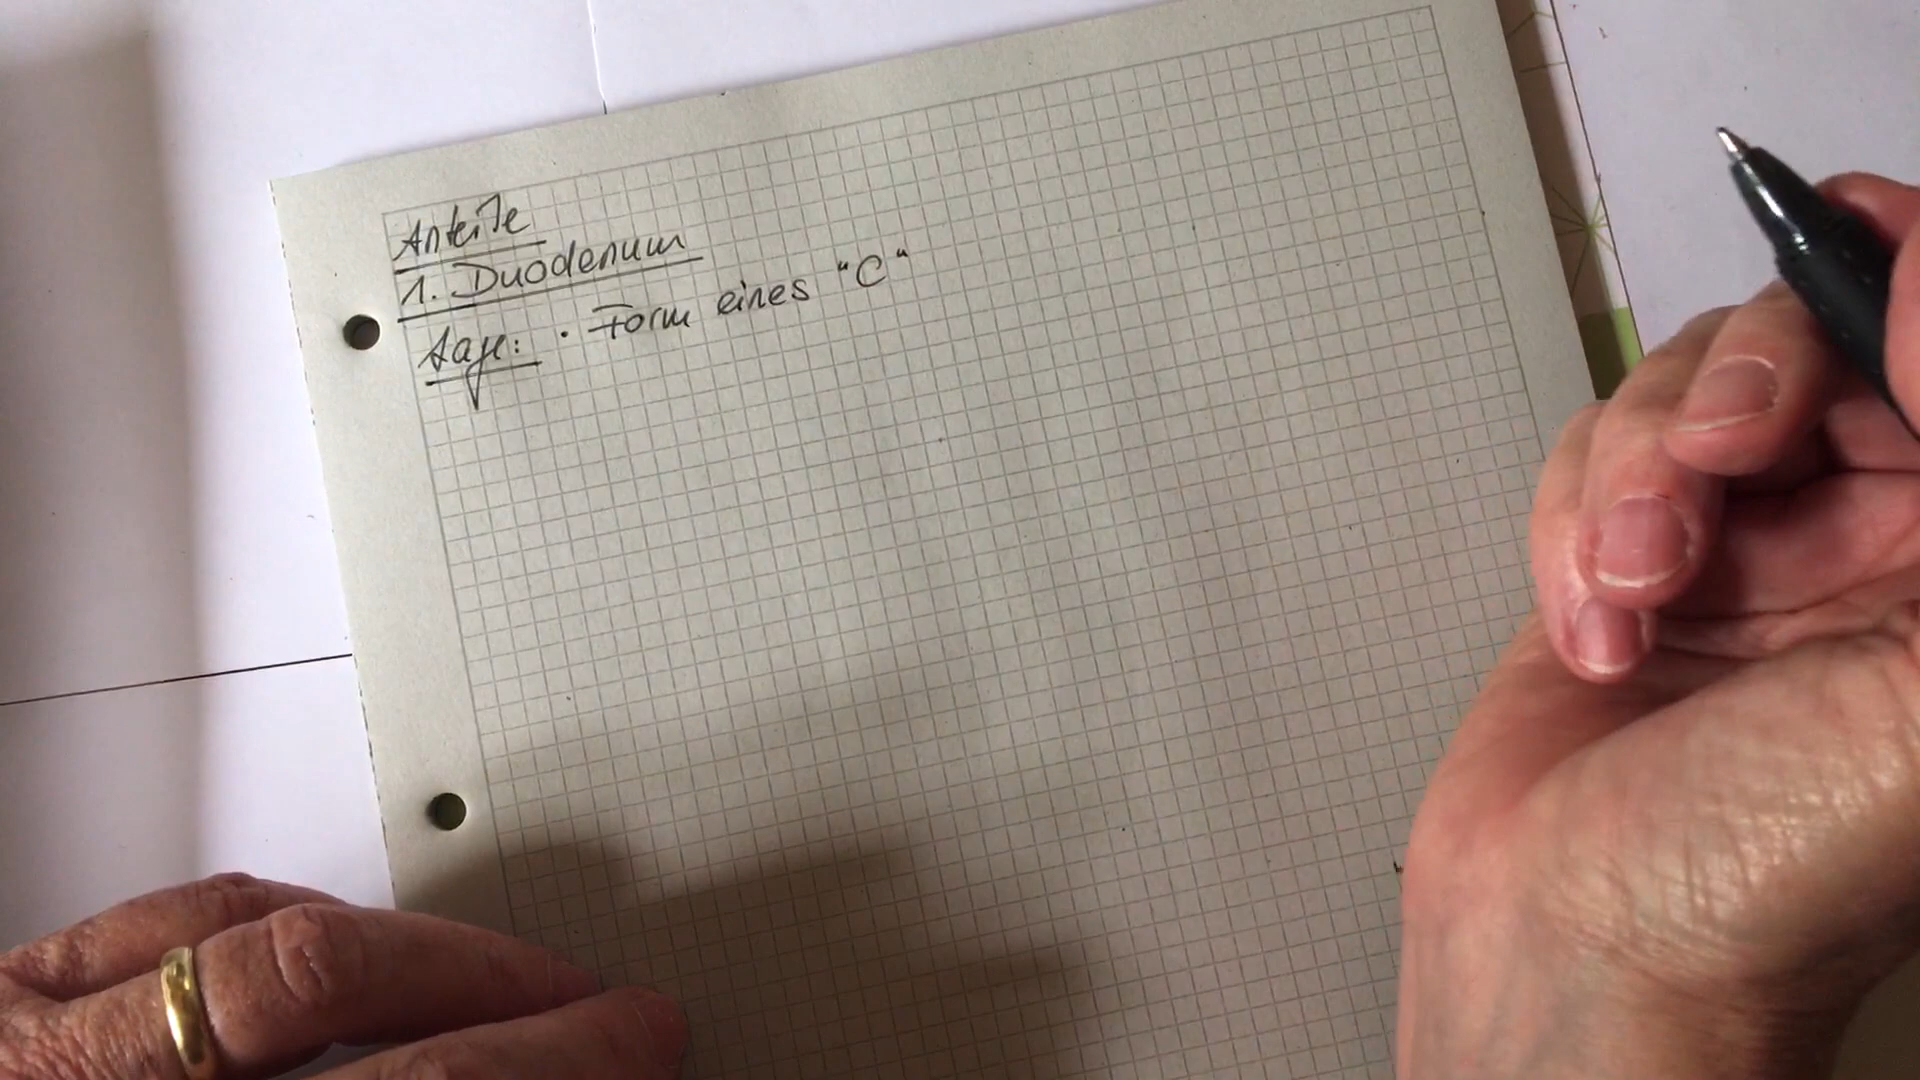 Anteile
1. Duodenum
Lage: · Form eines "C"